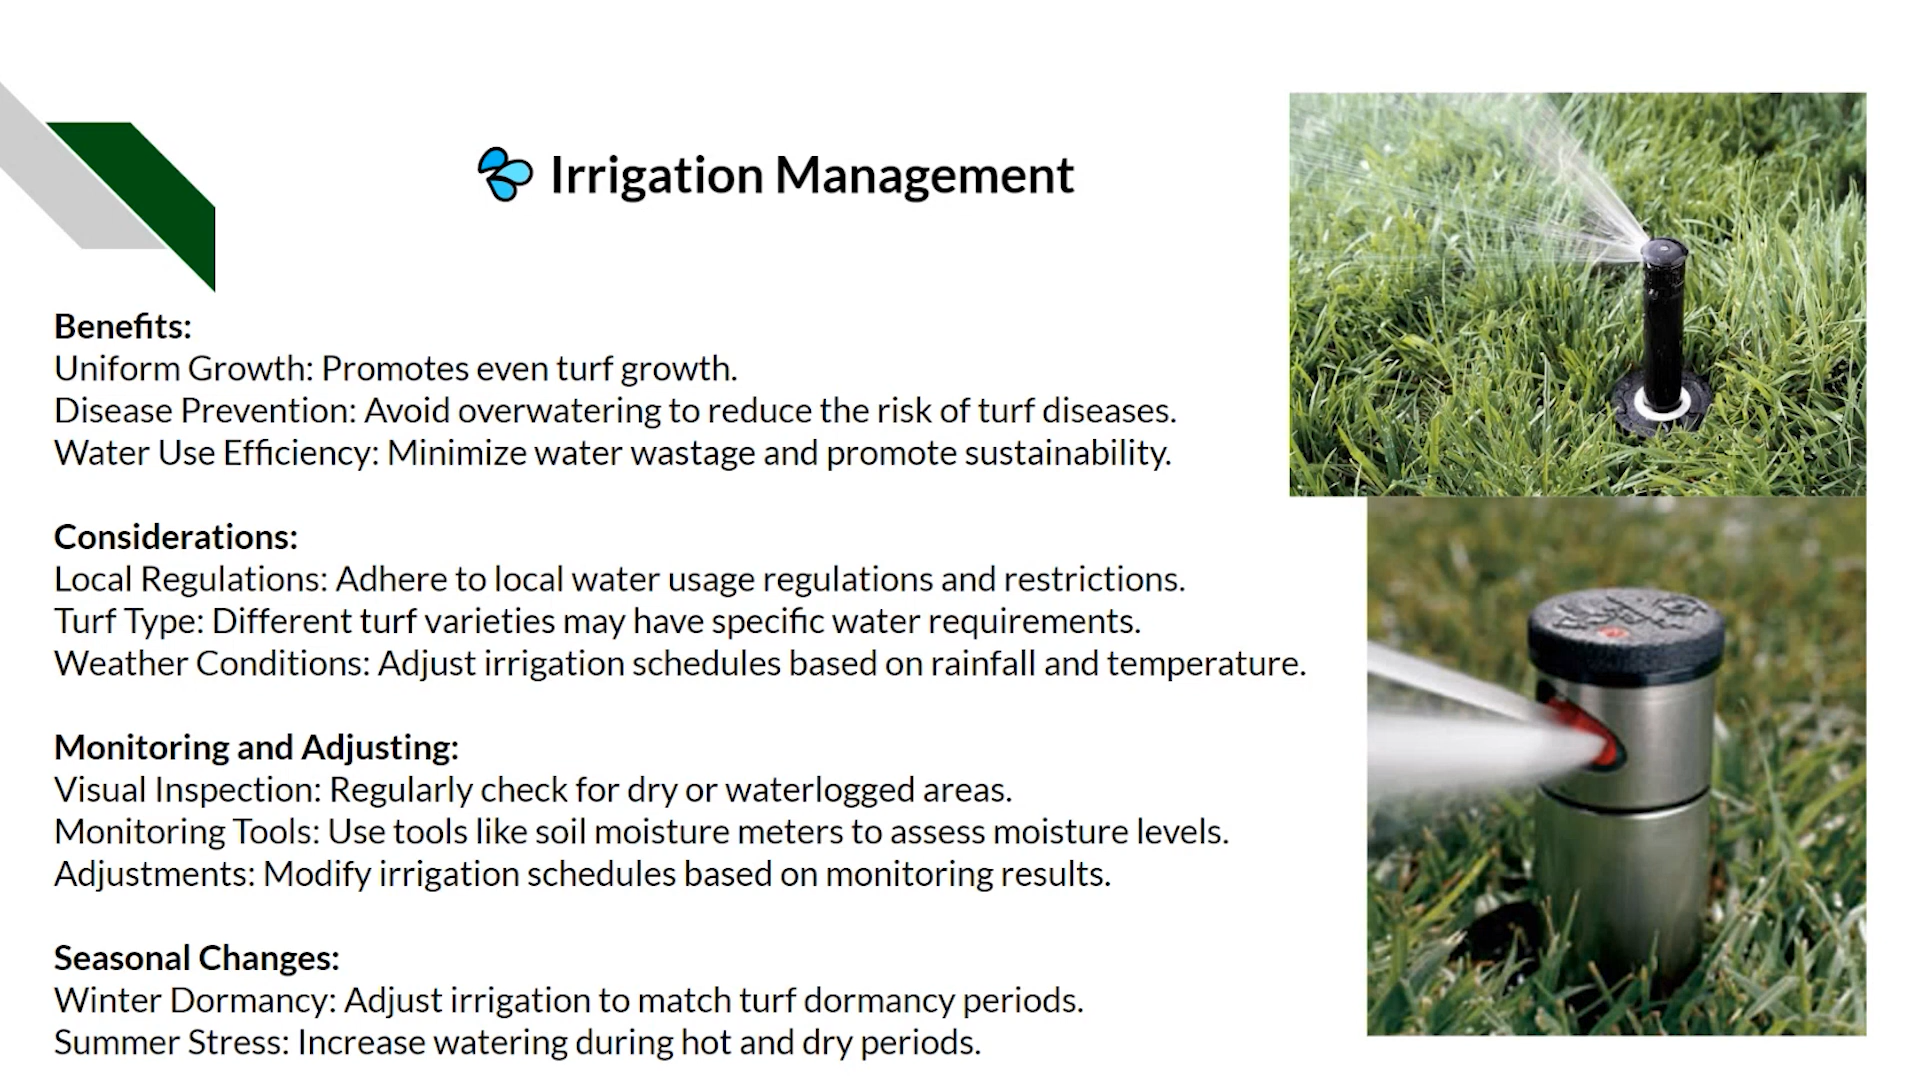 Irrigation Management
Benefits:
Uniform Growth: Promotes even turf growth.
Disease Prevention: Avoid overwatering to reduce the risk of turf diseases.
Water Use Efficiency: Minimize water wastage and promote sustainability.
Considerations:
Local Regulations: Adhere to local water usage regulations and restrictions.
Turf Type: Different turf varieties may have specific water requirements.
Weather Conditions: Adjust irrigation schedules based on rainfall and temperature.
Monitoring and Adjusting:
Visual Inspection: Regularly check for dry or waterlogged areas.
Monitoring Tools: Use tools like soil moisture meters to assess moisture levels.
Adjustments: Modify irrigation schedules based on monitoring results.
Seasonal Changes:
Winter Dormancy: Adjust irrigation to match turf dormancy periods.
Summer Stress: Increase watering during hot and dry periods.